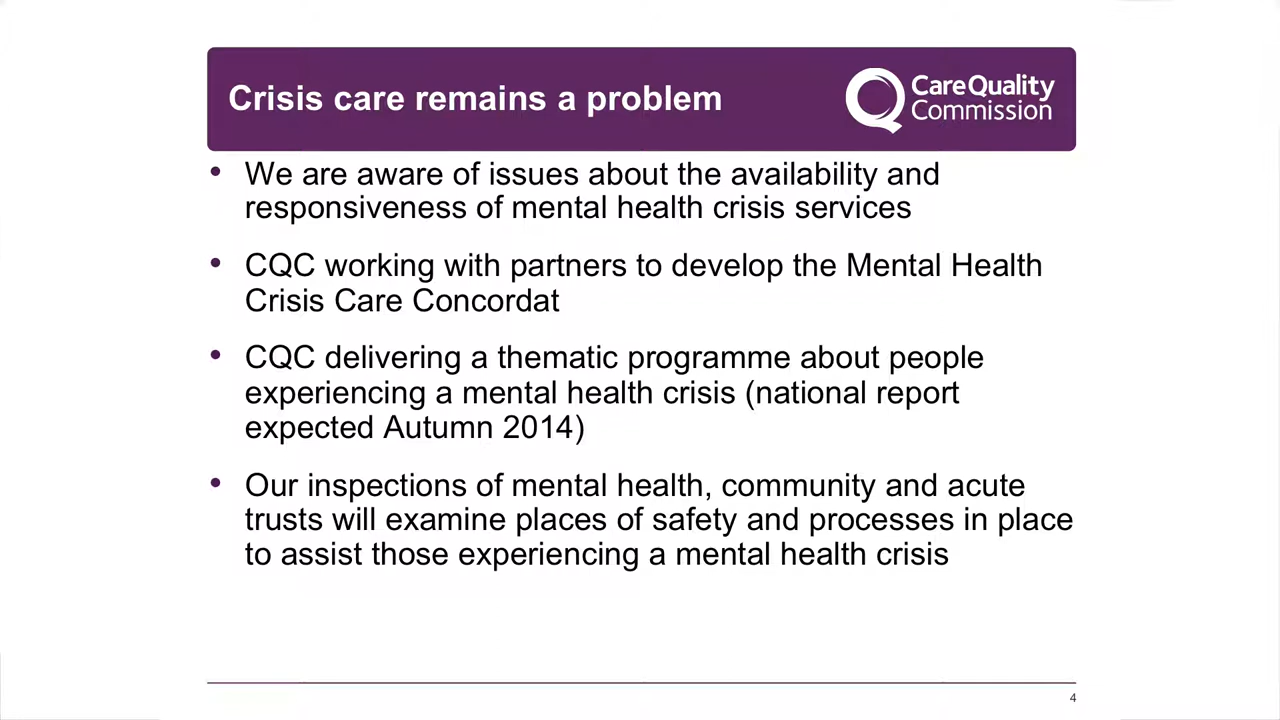 Crisis care remains a problem
CareQuality
Commission
• We are aware of issues about the availability and
responsiveness of mental health crisis services
• CQC working with partners to develop the Mental Health
Crisis Care Concordat
• CQC delivering a thematic programme about people
experiencing a mental health crisis (national report
expected Autumn 2014)
• Our inspections of mental health, community and acute
trusts will examine places of safety and processes in place
to assist those experiencing a mental health crisis
4